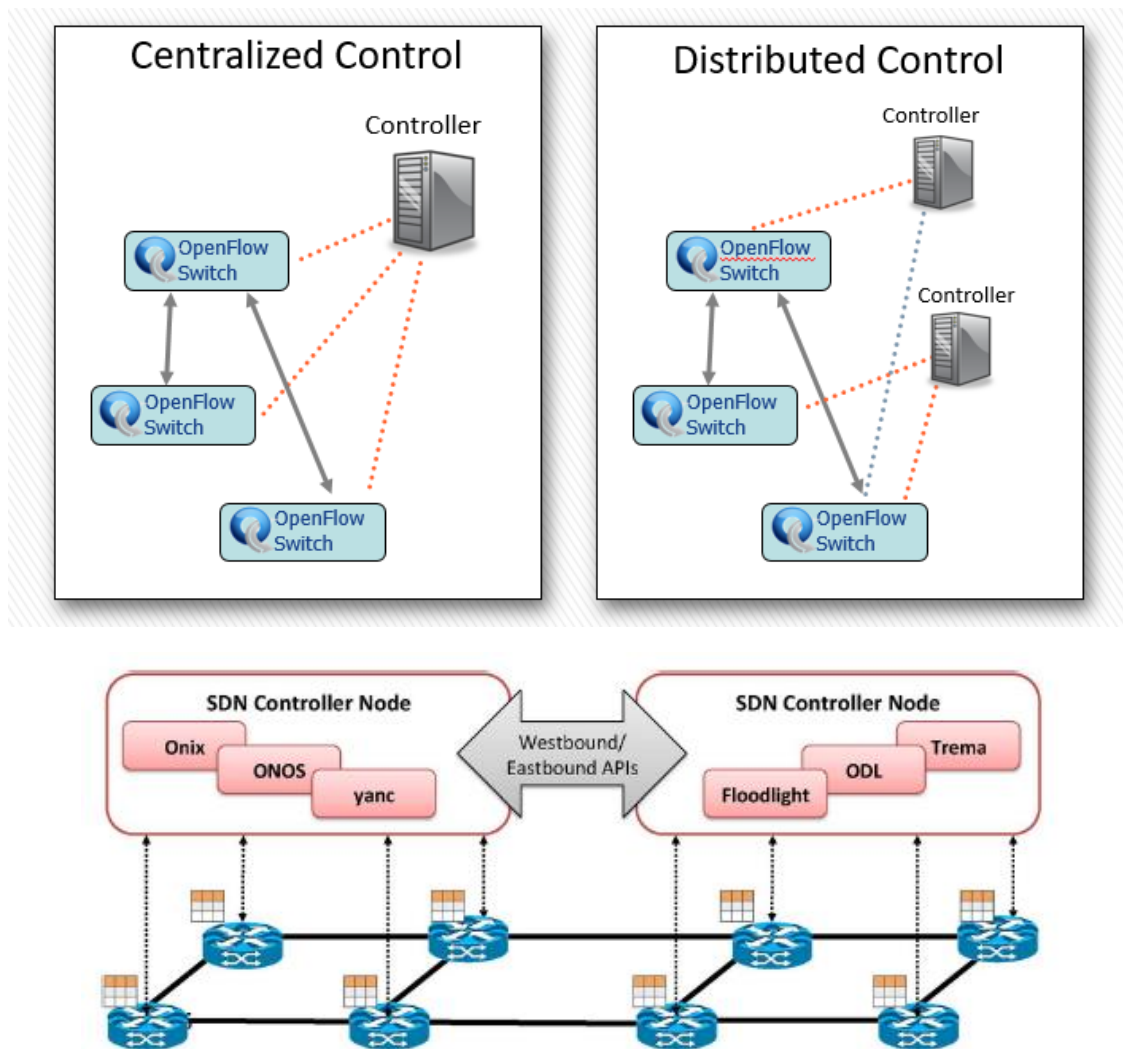 Centralized Control
Controller
OpenFlow
Switch
OpenFlow
Switch
OpenFlow
Switch
Distributed Control
Controller
OpenFlow
Switch
Controller
OpenFlow
Switch
OpenFlow
Switch
SDN Controller Node
Onix
ONOS
yanc
Westbound/
Eastbound APIs
SDN Controller Node
Trema
ODL
Floodlight